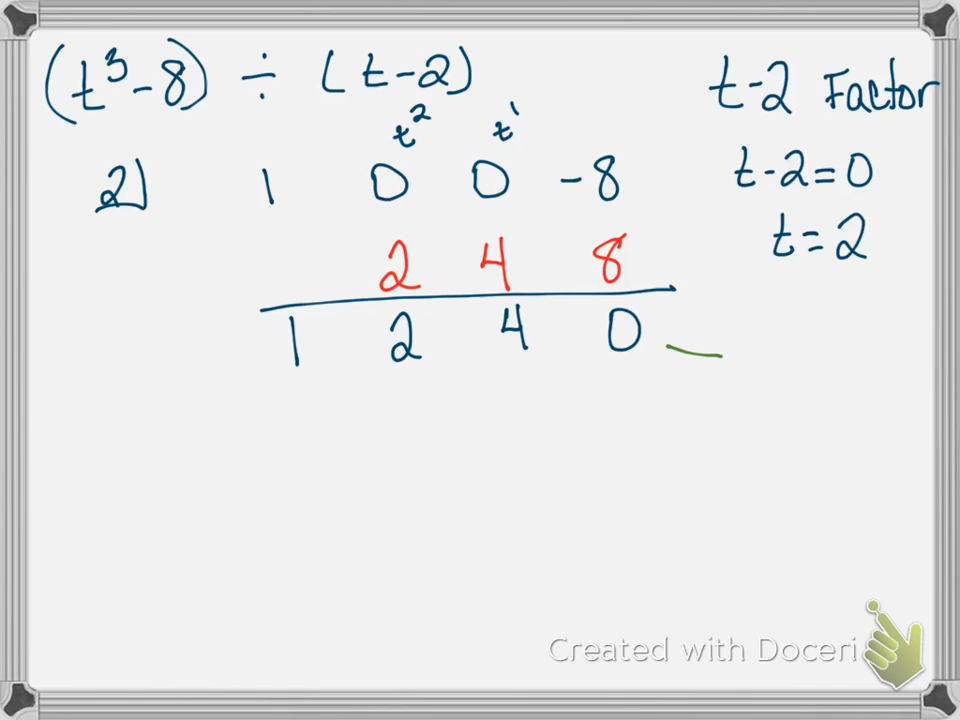 (t³-8) ÷ (t-2)
t-2 Factor
t² t¹
2) 1 0 0 -8
t-2=0
2 4 8
t=2
1 2 4 0
Created with Doceri